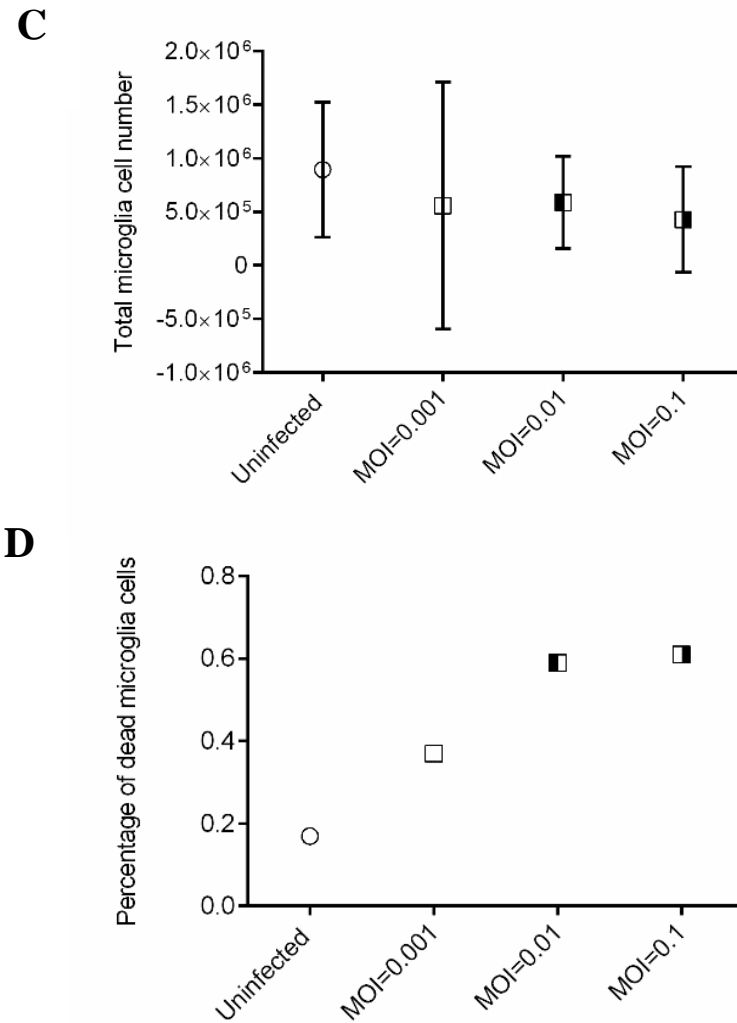 C
Total microglia cell number
2.0×10⁶
1.5×10⁶
1.0×10⁶
5.0×10⁵
0
-5.0×10⁵
-1.0×10⁶
Uninfected
MOI=0.001
MOI=0.01
MOI=0.1
D
Percentage of dead microglia cells
0.8
0.6
0.4
0.2
0.0
Uninfected
MOI=0.001
MOI=0.01
MOI=0.1